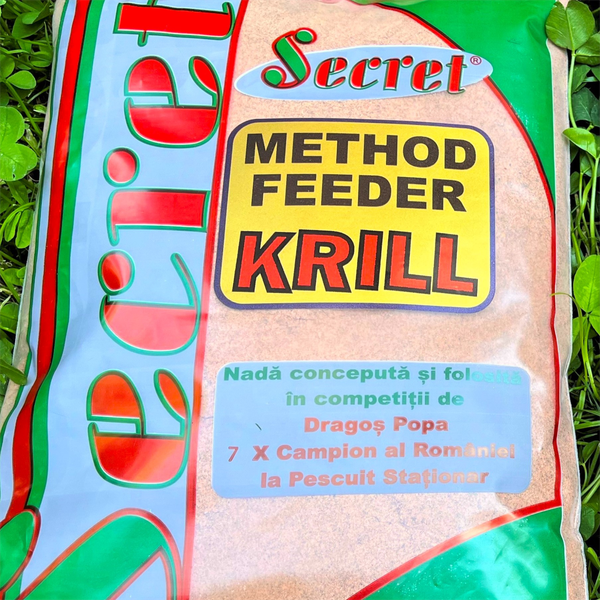 Secret
Secret®
METHOD
FEEDER
KRILL
Nadă concepută și folosită
în competiții de
Dragoș Popa
7 X Campion al României
la Pescuit Staționar